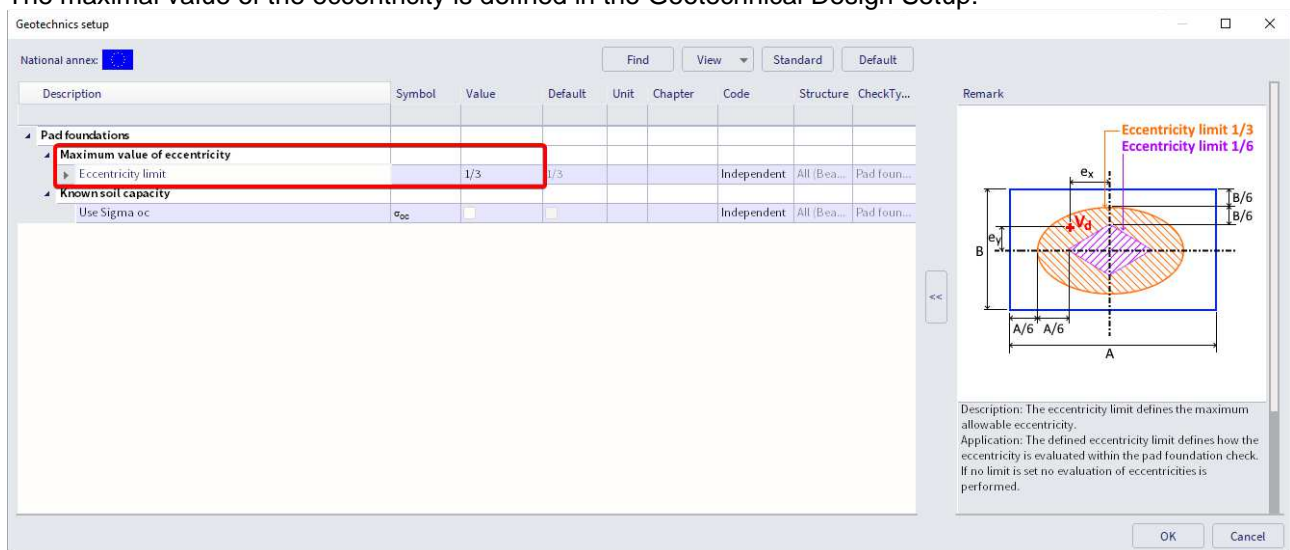 The maximal value of the eccentricity is defined in the Geotechnical Design Setup.
Geotechnics setup
National annex:
Find View Standard Default
Description Symbol Value Default Unit Chapter Code Structure CheckTy... Remark
Pad foundations
Maximum value of eccentricity
Eccentricity limit 1/3 1/3 Independent All (Bea... Pad foun...
Known soil capacity
Use Sigma oc σoc Independent All (Bea... Pad foun...
<<
Eccentricity limit 1/3
Eccentricity limit 1/6
ex
B/6
B/6
Vd
ey
B
A/6 A/6
A
Description: The eccentricity limit defines the maximum
allowable eccentricity.
Application: The defined eccentricity limit defines how the
eccentricity is evaluated within the pad foundation check.
If no limit is set no evaluation of eccentricities is
performed.
OK Cancel